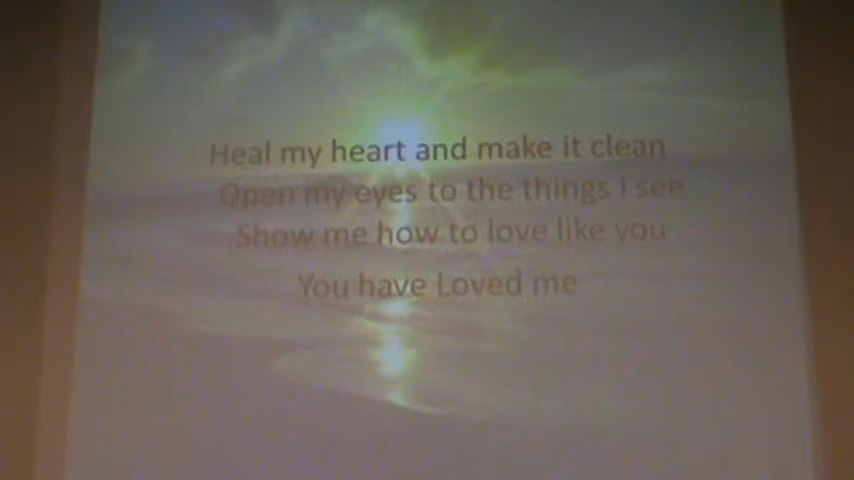 Heal my heart and make it clean
Open my eyes to the things I see
Show me how to love like you
You have Loved me